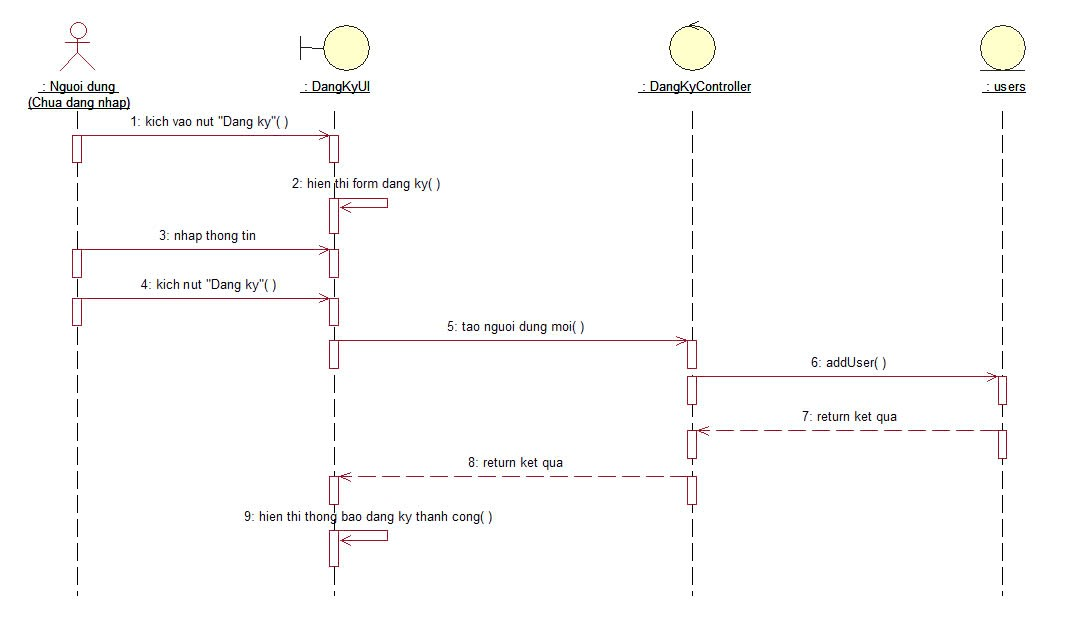 : Nguoi dung
(Chua dang nhap)
: DangKyUI
: DangKyController
: users
1: kich vao nut "Dang ky"( )
2: hien thi form dang ky( )
3: nhap thong tin
4: kich nut "Dang ky"( )
5: tao nguoi dung moi( )
6: addUser( )
7: return ket qua
8: return ket qua
9: hien thi thong bao dang ky thanh cong( )